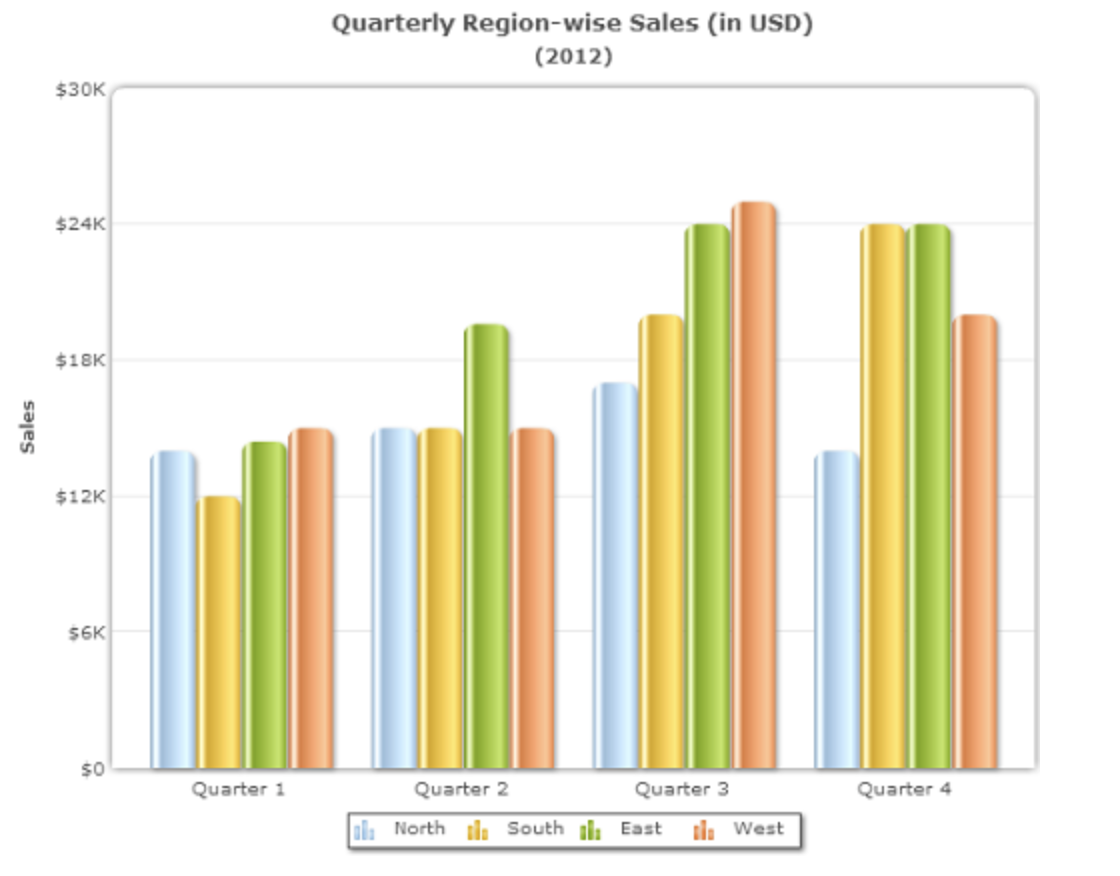 Quarterly Region-wise Sales (in USD)
(2012)
$30K
$24K
$18K
$12K
$6K
$0
Sales
Quarter 1 Quarter 2 Quarter 3 Quarter 4
North South East West